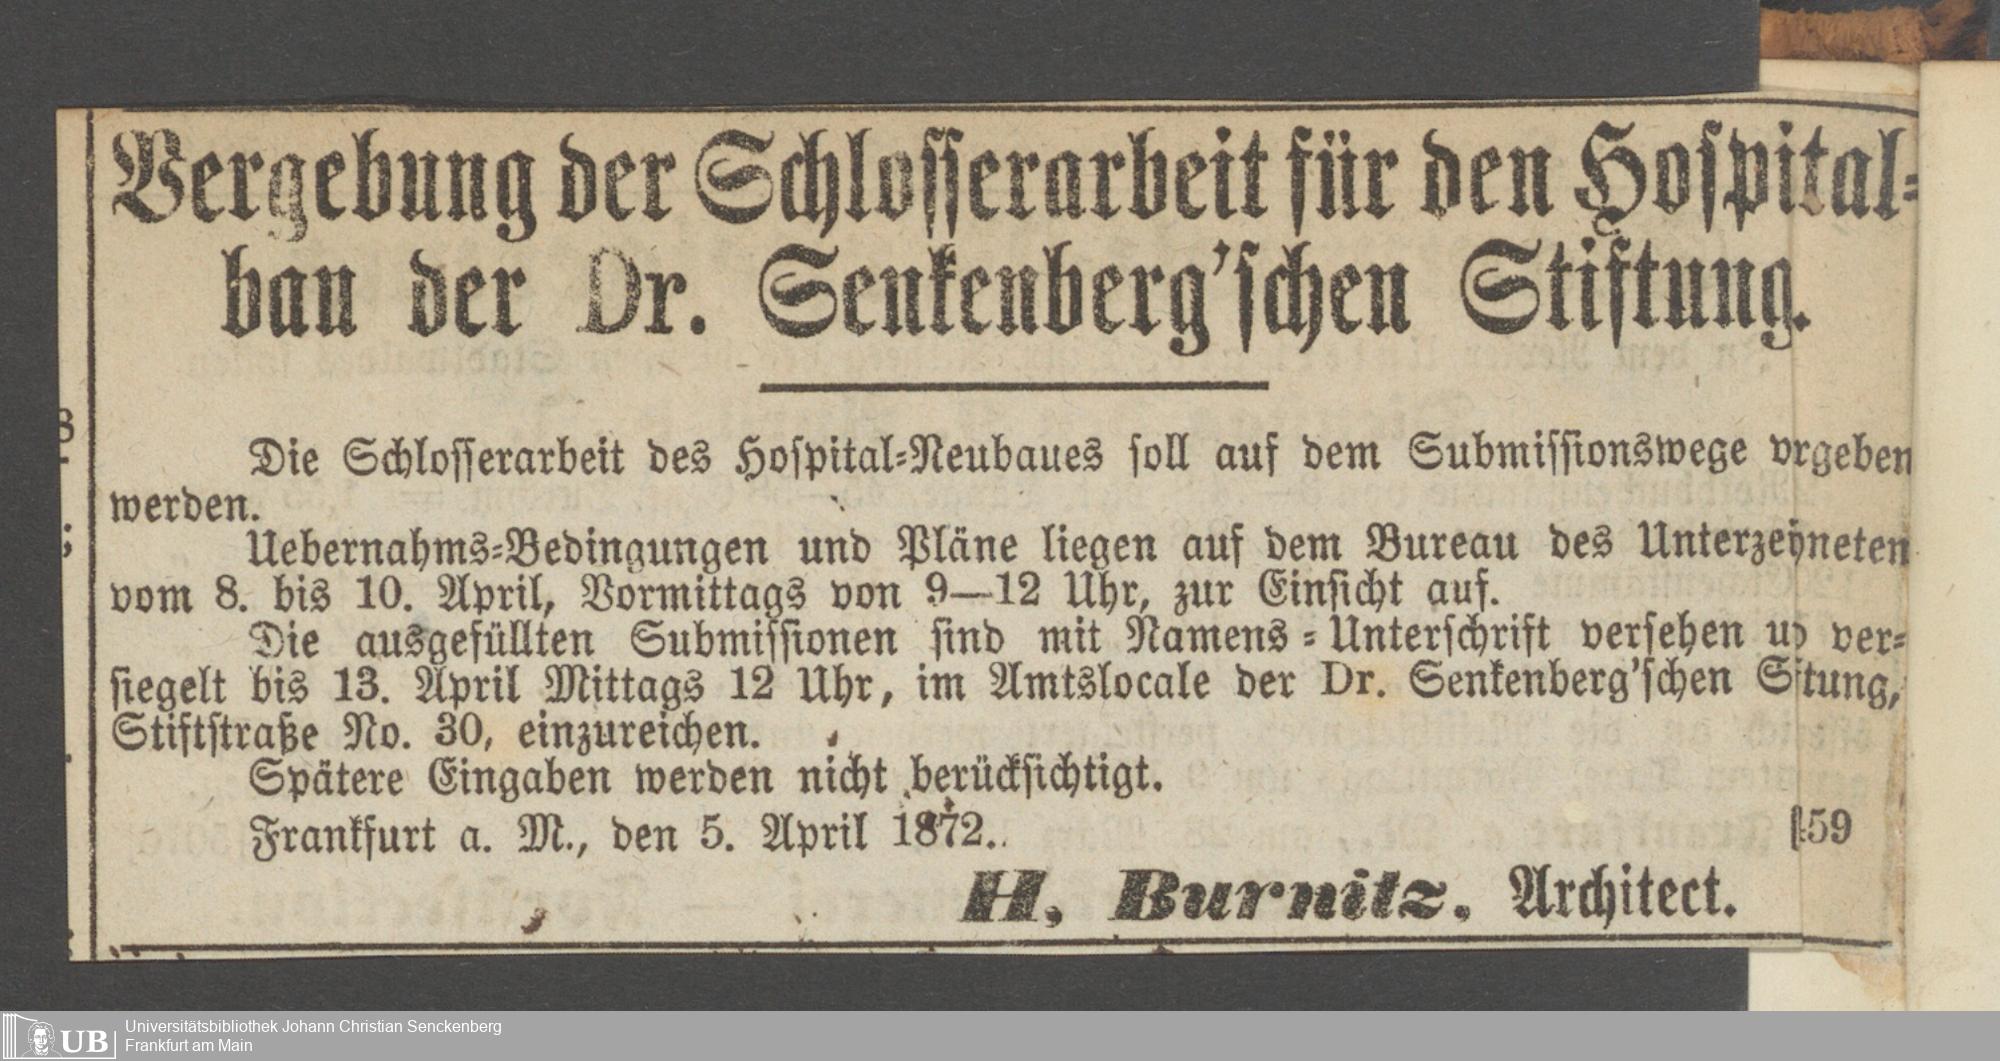 Vergebung der Schlosserarbeit für den Hospital-
bau der Dr. Senkenberg'schen Stiftung.
Die Schlosserarbeit des Hospital-Neubaues soll auf dem Submissionswege vrgeben
werden.
Uebernahms-Bedingungen und Pläne liegen auf dem Bureau des Unterzeichneten
vom 8. bis 10. April, Vormittags von 9—12 Uhr, zur Einsicht auf.
Die ausgefüllten Submissionen sind mit Namens-Unterschrift versehen ud ver-
siegelt bis 13. April Mittags 12 Uhr, im Amtslocale der Dr. Senkenberg'schen Sttung,
Stiftstraße No. 30, einzureichen.
Spätere Eingaben werden nicht berücksichtigt.
Frankfurt a. M., den 5. April 1872. 59
H. Burnitz, Architect.
UB
Universitätsbibliothek Johann Christian Senckenberg
Frankfurt am Main